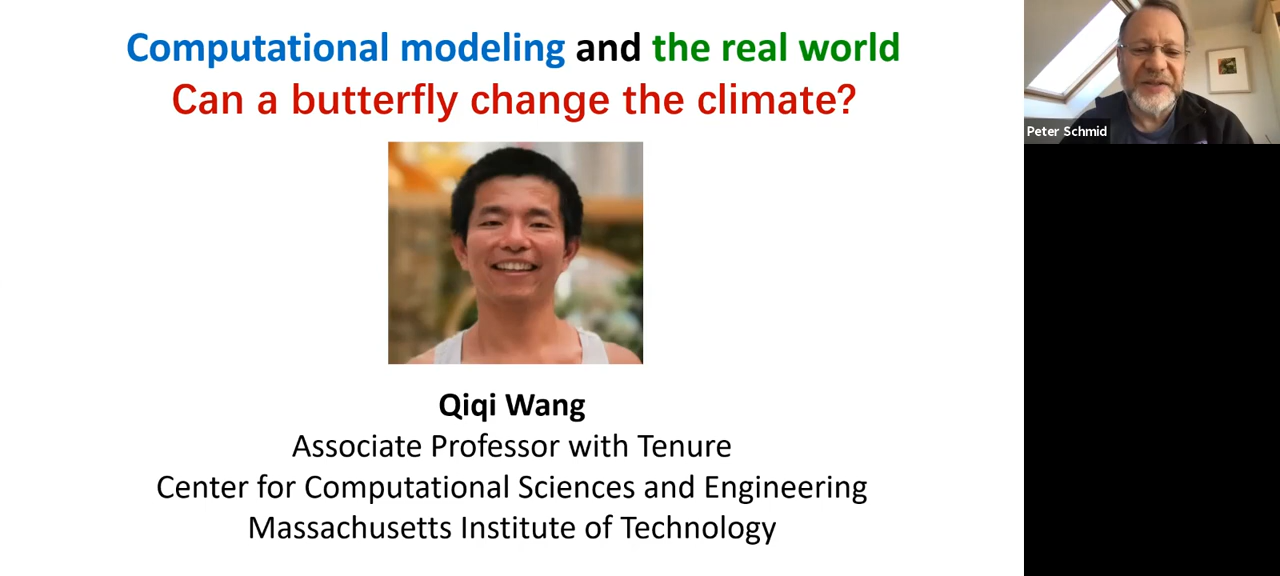 Computational modeling and the real world
Can a butterfly change the climate?
Peter Schmid
Qiqi Wang
Associate Professor with Tenure
Center for Computational Sciences and Engineering
Massachusetts Institute of Technology